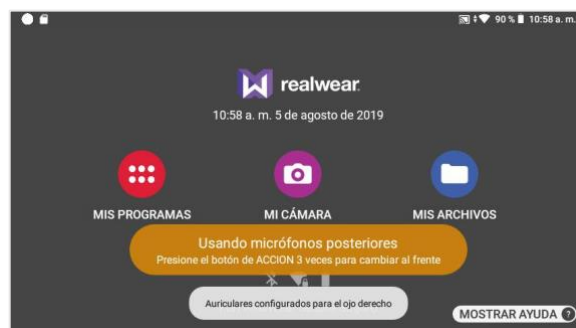 90 % 10:58 a. m.
realwear
10:58 a. m. 5 de agosto de 2019
MIS PROGRAMAS MI CÁMARA MIS ARCHIVOS
Usando micrófonos posteriores
Presione el botón de ACCION 3 veces para cambiar al frente
Auriculares configurados para el ojo derecho
MOSTRAR AYUDA ?